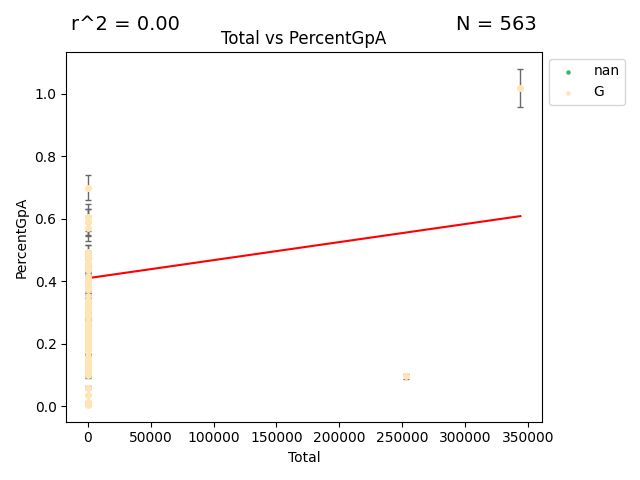 r^2 = 0.00
N = 563
Total vs PercentGpA
nan
G
PercentGpA
1.0
0.8
0.6
0.4
0.2
0.0
0
50000
100000
150000
200000
250000
300000
350000
Total